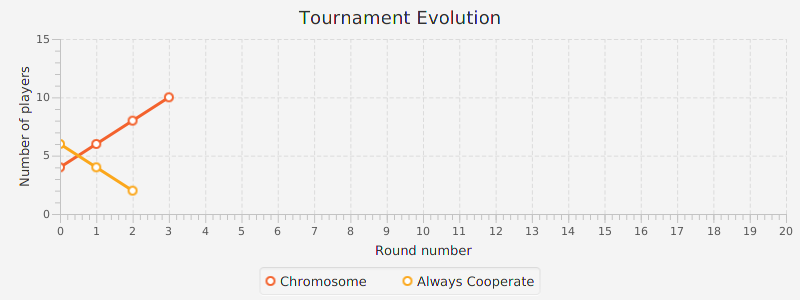 Tournament Evolution
Number of players
15
10
5
0
0 1 2 3 4 5 6 7 8 9 10 11 12 13 14 15 16 17 18 19 20
Round number
Chromosome Always Cooperate